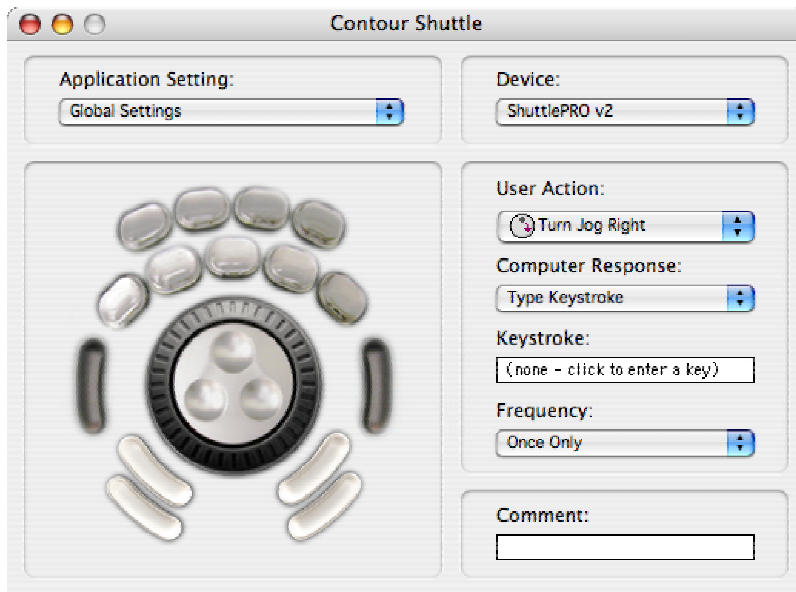 Contour Shuttle
Application Setting:
Global Settings
Device:
ShuttlePRO v2
User Action:
Turn Jog Right
Computer Response:
Type Keystroke
Keystroke:
(none - click to enter a key)
Frequency:
Once Only
Comment: